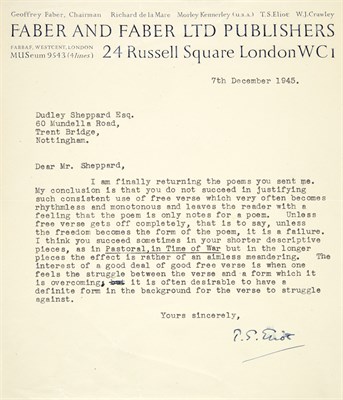 Geoffrey Faber, Chairman Richard de la Mare Morley Kennerley (U.S.A.) T.S.Eliot W.J.Crawley
FABER AND FABER LTD PUBLISHERS
FABBAF, WESTCENT, LONDON
MUSeum 9543 (4 lines)
24 Russell Square London WC1
7th December 1945.
Dudley Sheppard Esq.
60 Mundella Road,
Trent Bridge,
Nottingham.
Dear Mr. Sheppard,
I am finally returning the poems you sent me.
My conclusion is that you do not succeed in justifying
such consistent use of free verse which very often becomes
rhythmless and monotonous and leaves the reader with a
feeling that the poem is only notes for a poem. Unless
free verse gets off completely, that is to say, unless
the freedom becomes the form of the poem, it is a failure.
I think you succeed sometimes in your shorter descriptive
pieces, as in Pastoral in Time of War but in the longer
pieces the effect is rather of an aimless meandering. The
interest of a good deal of good free verse is when one
feels the struggle between the verse and a form which it
is overcoming, but it is often desirable to have a
definite form in the background for the verse to struggle
against.
Yours sincerely,
T. S. Eliot